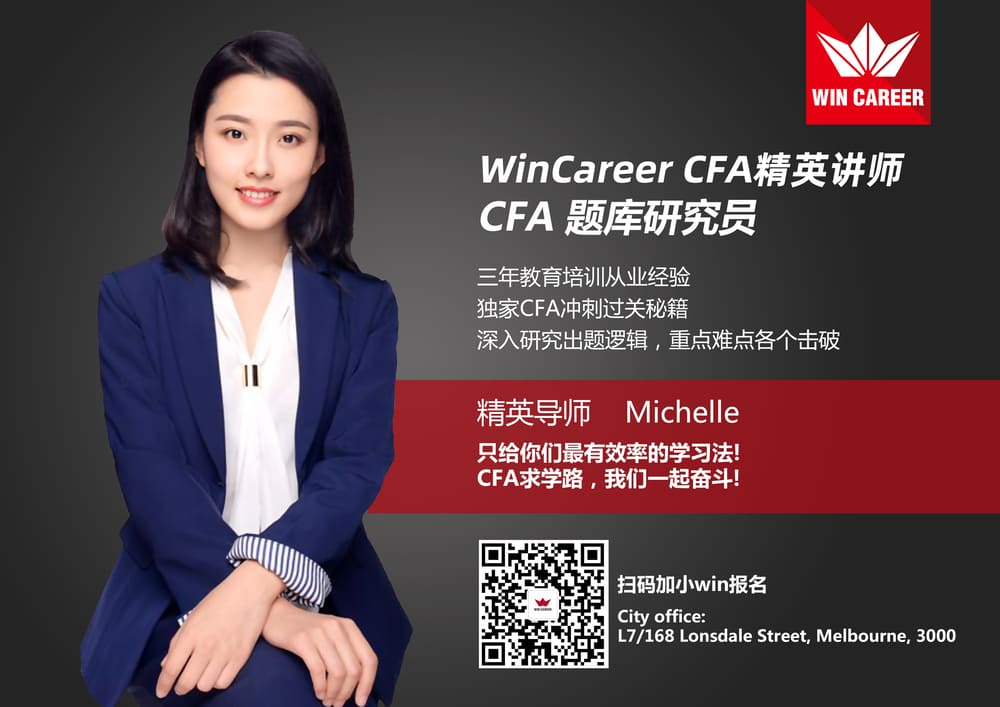 WIN CAREER
WinCareer CFA精英讲师
CFA 题库研究员
三年教育培训从业经验
独家CFA冲刺过关秘籍
深入研究出题逻辑，重点难点各个击破
精英导师 Michelle
只给你们最有效率的学习法!
CFA求学路，我们一起奋斗!
WIN CAREER
扫码加小win报名
City office:
L7/168 Lonsdale Street, Melbourne, 3000